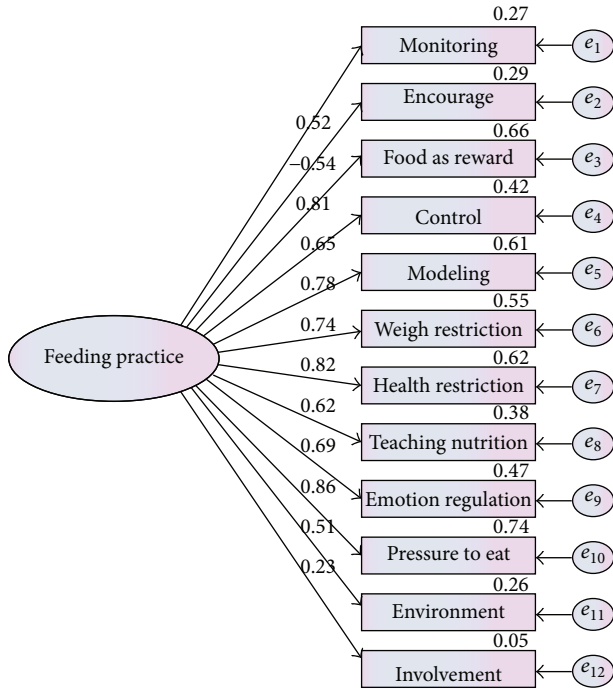 0.27
Monitoring
e1
0.29
Encourage
e2
0.52
0.66
Food as reward
e3
−0.54
0.42
Control
e4
0.81
0.65
0.61
Modeling
e5
0.78
0.55
Weigh restriction
e6
0.74
Feeding practice
0.62
Health restriction
e7
0.82
0.38
Teaching nutrition
e8
0.62
0.69
0.47
Emotion regulation
e9
0.86
0.74
Pressure to eat
e10
0.51
0.26
Environment
e11
0.23
0.05
Involvement
e12